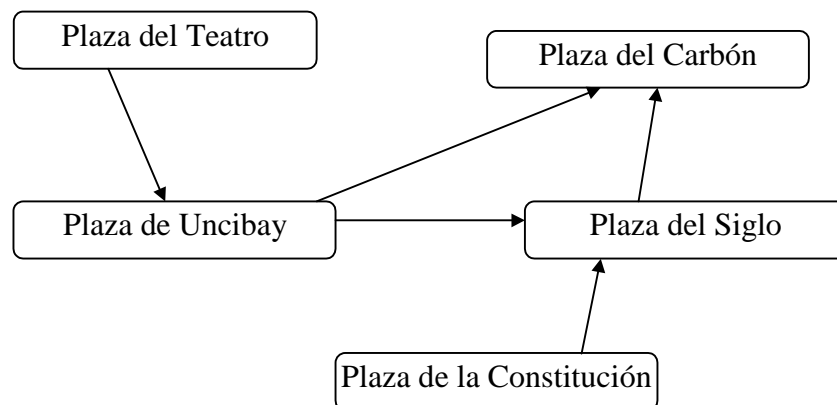 Plaza del Teatro
Plaza del Carbón
Plaza de Uncibay
Plaza del Siglo
Plaza de la Constitución